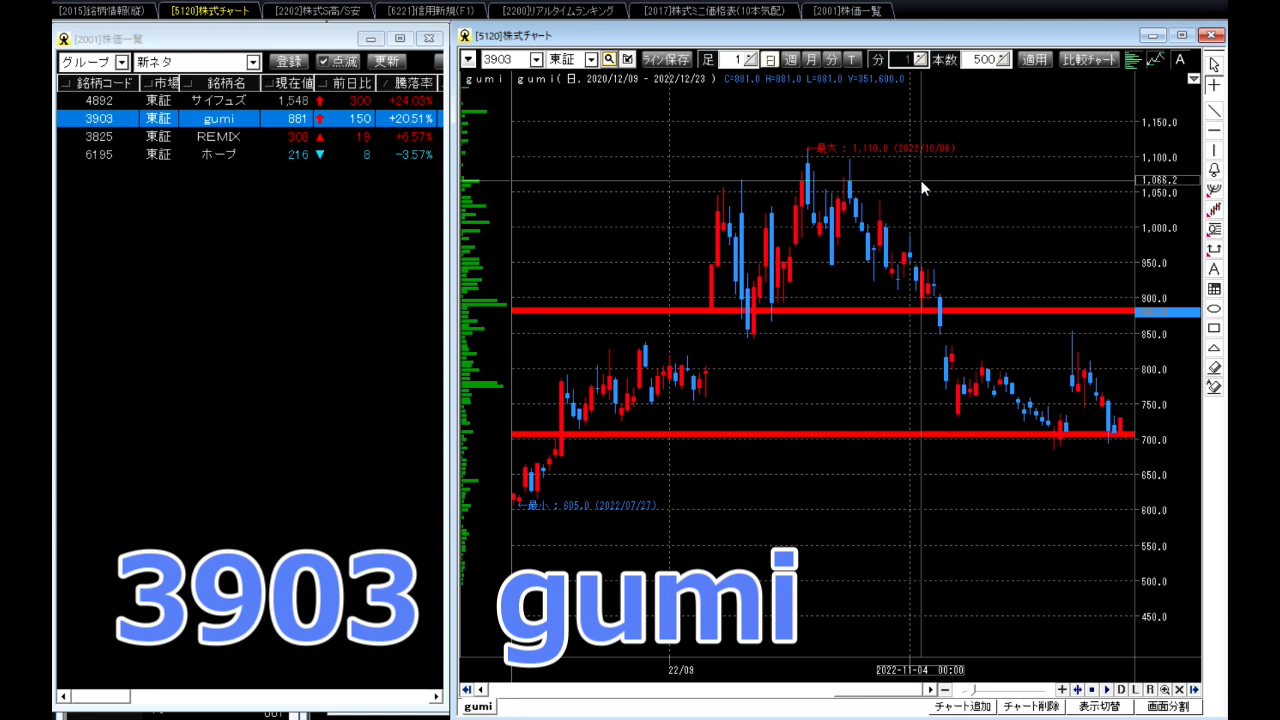 [2015]銘柄情報(縦) [5120]株式チャート [2202]株式S高/S安 [6221]信用新規(F1) [2200]リアルタイムランキング [2017]株式ミニ価格表(10本気配) [2001]株価一覧
[2001]株価一覧
グループ 新ネタ 登録 点滅 更新
銘柄コード 市場 銘柄名 現在値 前日比 騰落率
4892 東証 サイフューズ 1,548 300 +24.03%
3903 東証 gumi 881 150 +20.51%
3825 東証 REMIX 308 19 +6.57%
6195 東証 ホープ 216 8 -3.57%
[5120]株式チャート
3903 東証 ライン保存 足 1 日 週 月 分 T 分 1 本 500 適用 比較チャート A
gumi gumi(日, 2020/12/09 - 2022/12/23) C=881.0 H=881.0 L=881.0 V=351,600.0
1,150.0
←最大 : 1,110.0 (2022/10/06)
1,100.0
1,066.2
1,050.0
1,000.0
950.0
900.0
850.0
800.0
750.0
700.0
650.0
←最小 : 605.0 (2022/07/27)
600.0
550.0
500.0
450.0
3903 gumi
22/09 2022-11-04 00:00
D L R
gumi チャート追加 チャート削除 表示切替 画面分割